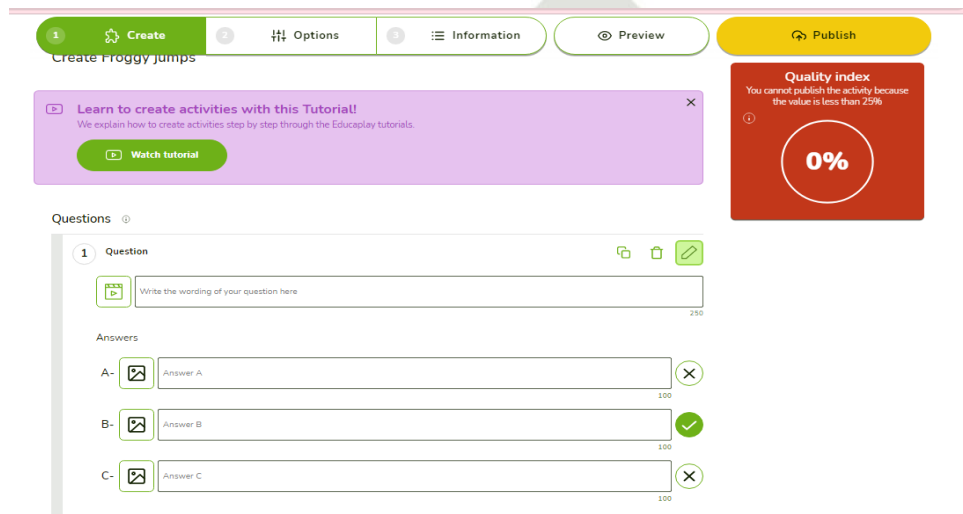 1 Create
2 Options
3 Information
Preview
Publish
Create Froggy Jumps
Quality index
You cannot publish the activity because
the value is less than 25%
0%
Learn to create activities with this Tutorial!
We explain how to create activities step by step through the Educaplay tutorials.
Watch tutorial
Questions
1 Question
Write the wording of your question here
250
Answers
A- Answer A
100
B- Answer B
100
C- Answer C
100